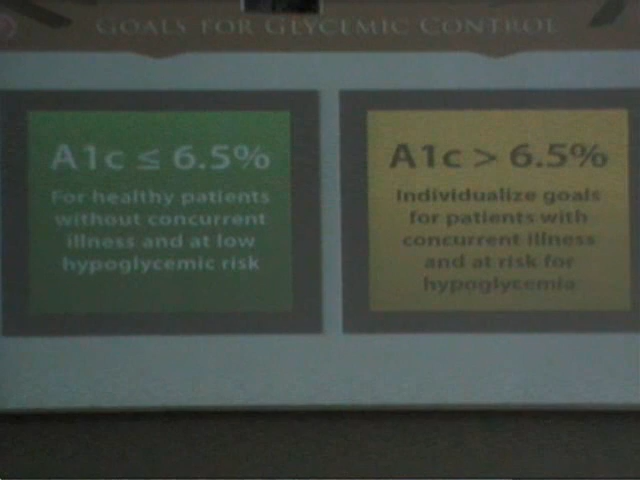 GOALS FOR GLYCEMIC CONTROL
A1c ≤ 6.5%
For healthy patients
without concurrent
illness and at low
hypoglycemic risk
A1c > 6.5%
Individualize goals
for patients with
concurrent illness
and at risk for
hypoglycemia